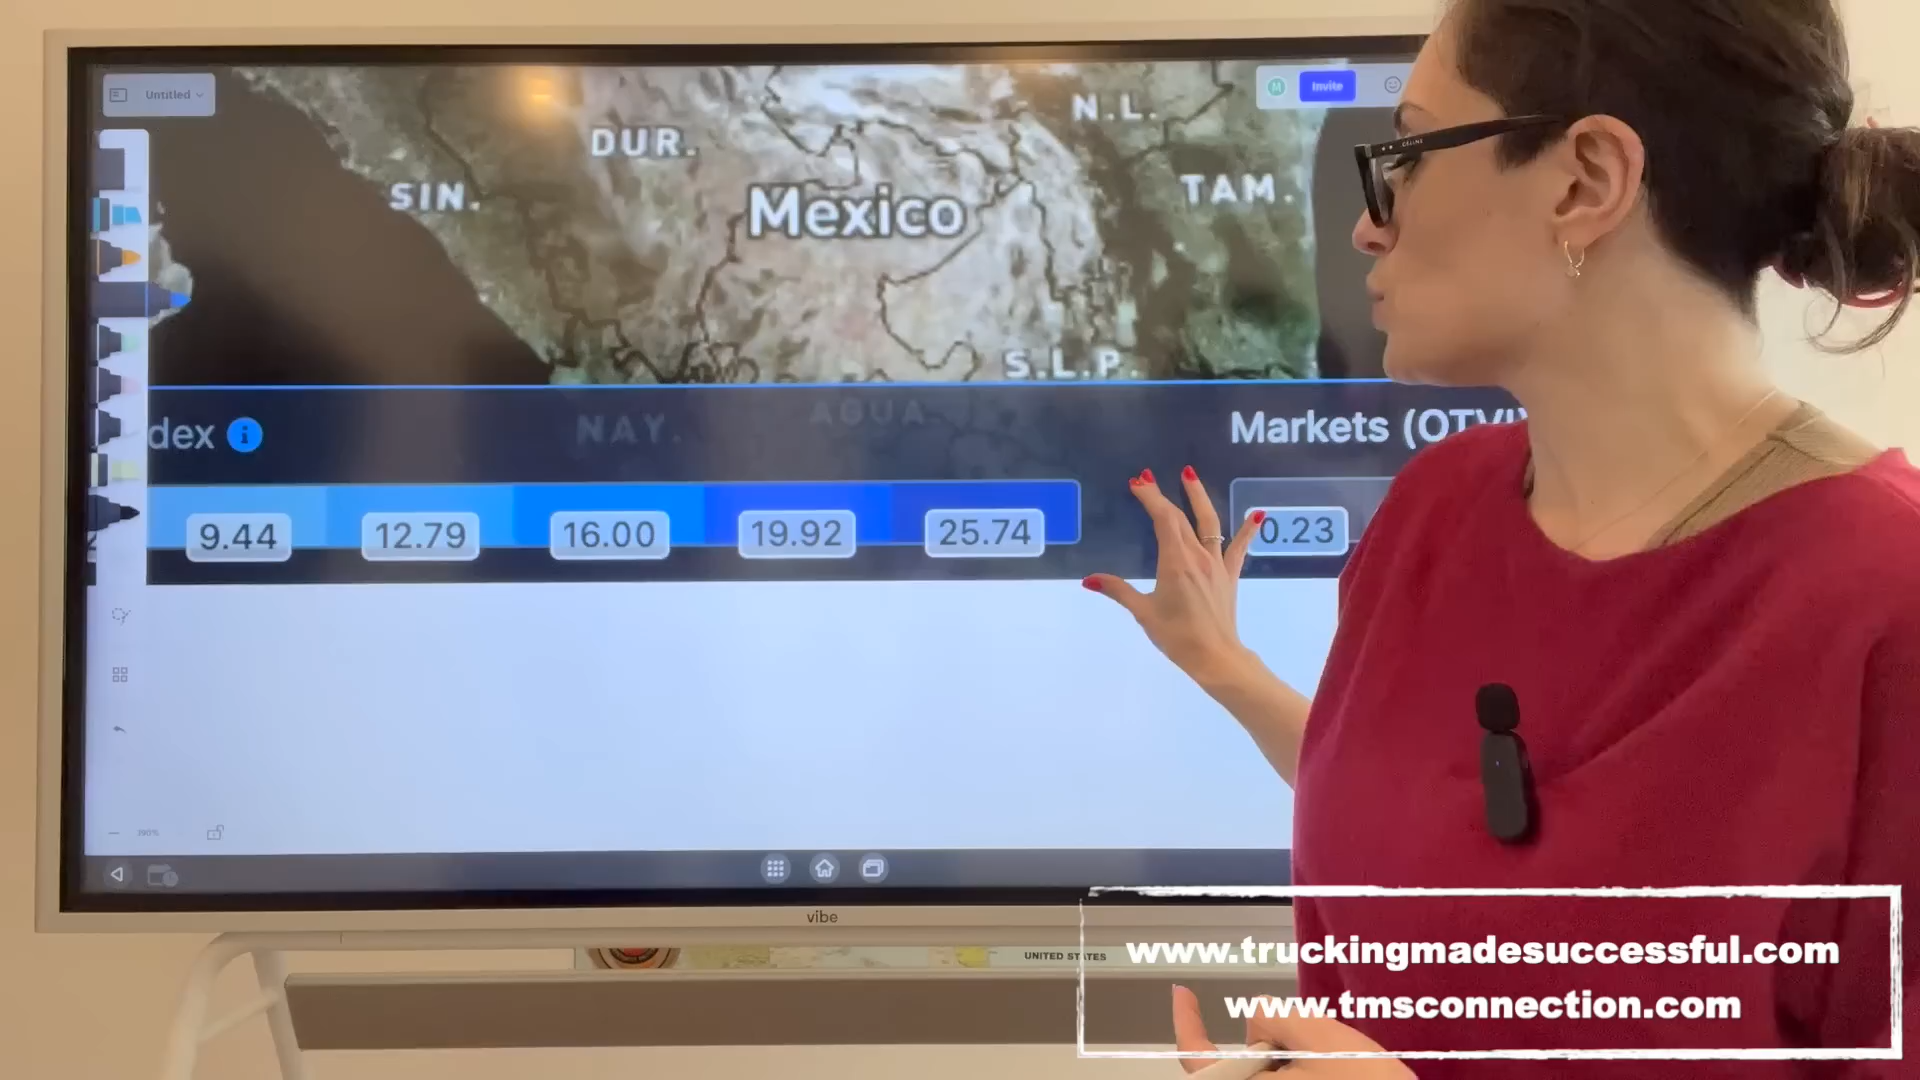 Untitled
Invite
M
N.L.
DUR.
SIN.
Mexico
TAM.
S.L.P.
AGUA.
NAY.
dex
Markets (OTVI)
9.44
12.79
16.00
19.92
25.74
0.23
vibe
UNITED STATES
www.truckingmadesuccessful.com
www.tmsconnection.com